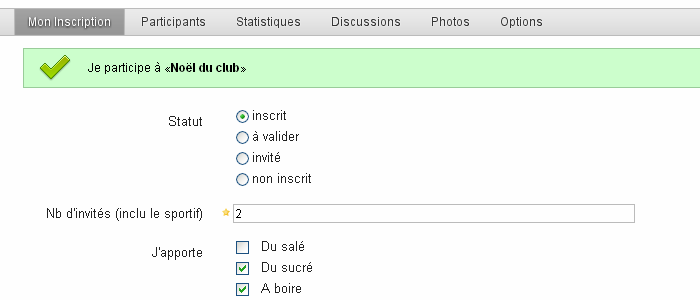 Mon Inscription Participants Statistiques Discussions Photos Options
Je participe à «Noël du club»
Statut inscrit
à valider
invité
non inscrit
Nb d'invités (inclu le sportif) 2
J'apporte Du salé
Du sucré
A boire